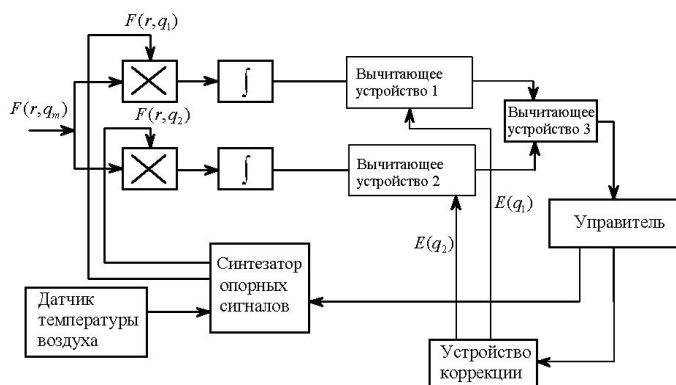 F(r,q₁)
F(r,qₘ)
∫
Вычитающее
устройство 1
F(r,q₂)
Вычитающее
устройство 3
∫
Вычитающее
устройство 2
E(q₁)
E(q₂)
Управитель
Синтезатор
опорных
сигналов
Датчик
температуры
воздуха
Устройство
коррекции